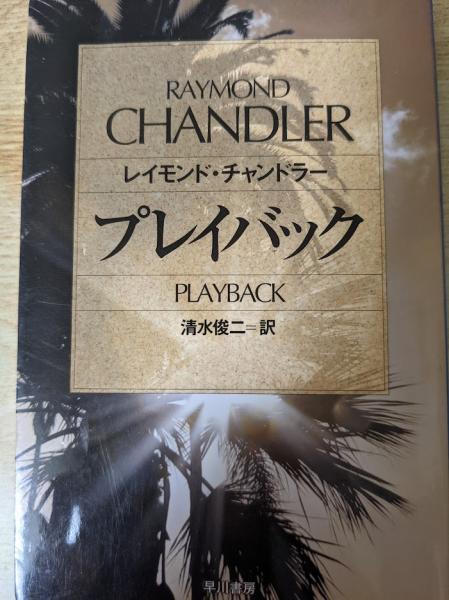 RAYMOND
CHANDLER
レイモンド・チャンドラー
プレイバック
PLAYBACK
清水俊二=訳
早川書房